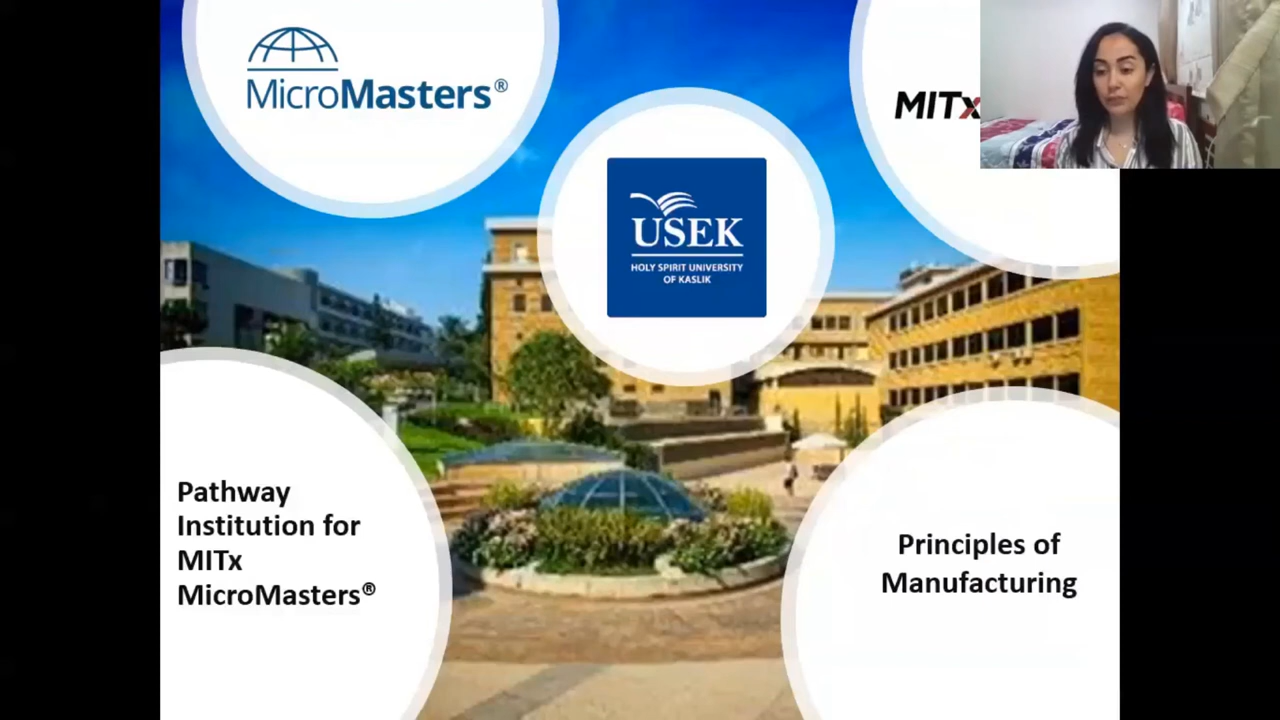 MicroMasters®
MITx
USEK
HOLY SPIRIT UNIVERSITY
OF KASLIK
Pathway
Institution for
MITx
MicroMasters®
Principles of
Manufacturing